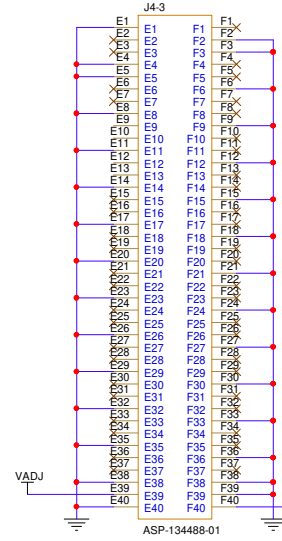 J4-3
E1 E1 F1 F1
E2 E2 F2 F2
E3 E3 F3 F3
E4 E4 F4 F4
E5 E5 F5 F5
E6 E6 F6 F6
E7 E7 F7 F7
E8 E8 F8 F8
E9 E9 F9 F9
E10 E10 F10 F10
E11 E11 F11 F11
E12 E12 F12 F12
E13 E13 F13 F13
E14 E14 F14 F14
E15 E15 F15 F15
E16 E16 F16 F16
E17 E17 F17 F17
E18 E18 F18 F18
E19 E19 F19 F19
E20 E20 F20 F20
E21 E21 F21 F21
E22 E22 F22 F22
E23 E23 F23 F23
E24 E24 F24 F24
E25 E25 F25 F25
E26 E26 F26 F26
E27 E27 F27 F27
E28 E28 F28 F28
E29 E29 F29 F29
E30 E30 F30 F30
E31 E31 F31 F31
E32 E32 F32 F32
E33 E33 F33 F33
E34 E34 F34 F34
E35 E35 F35 F35
E36 E36 F36 F36
E37 E37 F37 F37
VADJ
E38 E38 F38 F38
E39 E39 F39 F39
E40 E40 F40 F40
ASP-134488-01